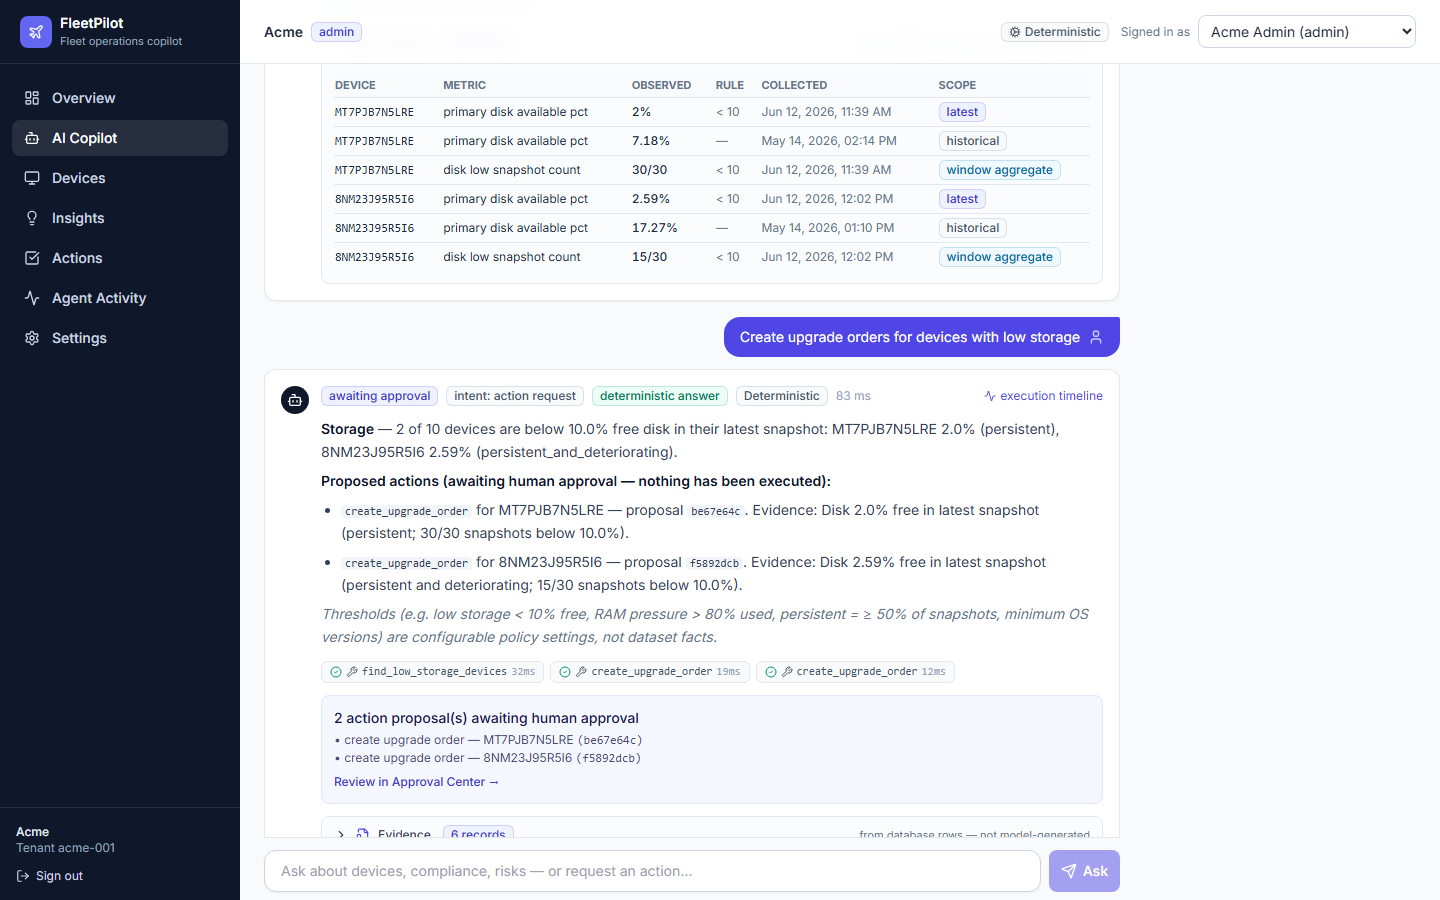 FleetPilot
Fleet operations copilot
Overview
AI Copilot
Devices
Insights
Actions
Agent Activity
Settings
Acme
Tenant acme-001
Sign out
Acme admin
Deterministic Signed in as Acme Admin (admin)
DEVICE METRIC OBSERVED RULE COLLECTED SCOPE
MT7PJB7N5LRE primary disk available pct 2% < 10 Jun 12, 2026, 11:39 AM latest
MT7PJB7N5LRE primary disk available pct 7.18% — May 14, 2026, 02:14 PM historical
MT7PJB7N5LRE disk low snapshot count 30/30 < 10 Jun 12, 2026, 11:39 AM window aggregate
8NM23J95R5I6 primary disk available pct 2.59% < 10 Jun 12, 2026, 12:02 PM latest
8NM23J95R5I6 primary disk available pct 17.27% — May 14, 2026, 01:10 PM historical
8NM23J95R5I6 disk low snapshot count 15/30 < 10 Jun 12, 2026, 12:02 PM window aggregate
Create upgrade orders for devices with low storage
awaiting approval intent: action request deterministic answer Deterministic 83 ms execution timeline
Storage — 2 of 10 devices are below 10.0% free disk in their latest snapshot: MT7PJB7N5LRE 2.0% (persistent),
8NM23J95R5I6 2.59% (persistent_and_deteriorating).
Proposed actions (awaiting human approval — nothing has been executed):
• create_upgrade_order for MT7PJB7N5LRE — proposal be67e64c. Evidence: Disk 2.0% free in latest snapshot
(persistent; 30/30 snapshots below 10.0%).
• create_upgrade_order for 8NM23J95R5I6 — proposal f5892dcb. Evidence: Disk 2.59% free in latest snapshot
(persistent and deteriorating; 15/30 snapshots below 10.0%).
Thresholds (e.g. low storage < 10% free, RAM pressure > 80% used, persistent = ≥ 50% of snapshots, minimum OS
versions) are configurable policy settings, not dataset facts.
find_low_storage_devices 32ms create_upgrade_order 19ms create_upgrade_order 12ms
2 action proposal(s) awaiting human approval
• create upgrade order — MT7PJB7N5LRE (be67e64c)
• create upgrade order — 8NM23J95R5I6 (f5892dcb)
Review in Approval Center →
Evidence 6 records from database rows — not model-generated
Ask about devices, compliance, risks — or request an action...
Ask